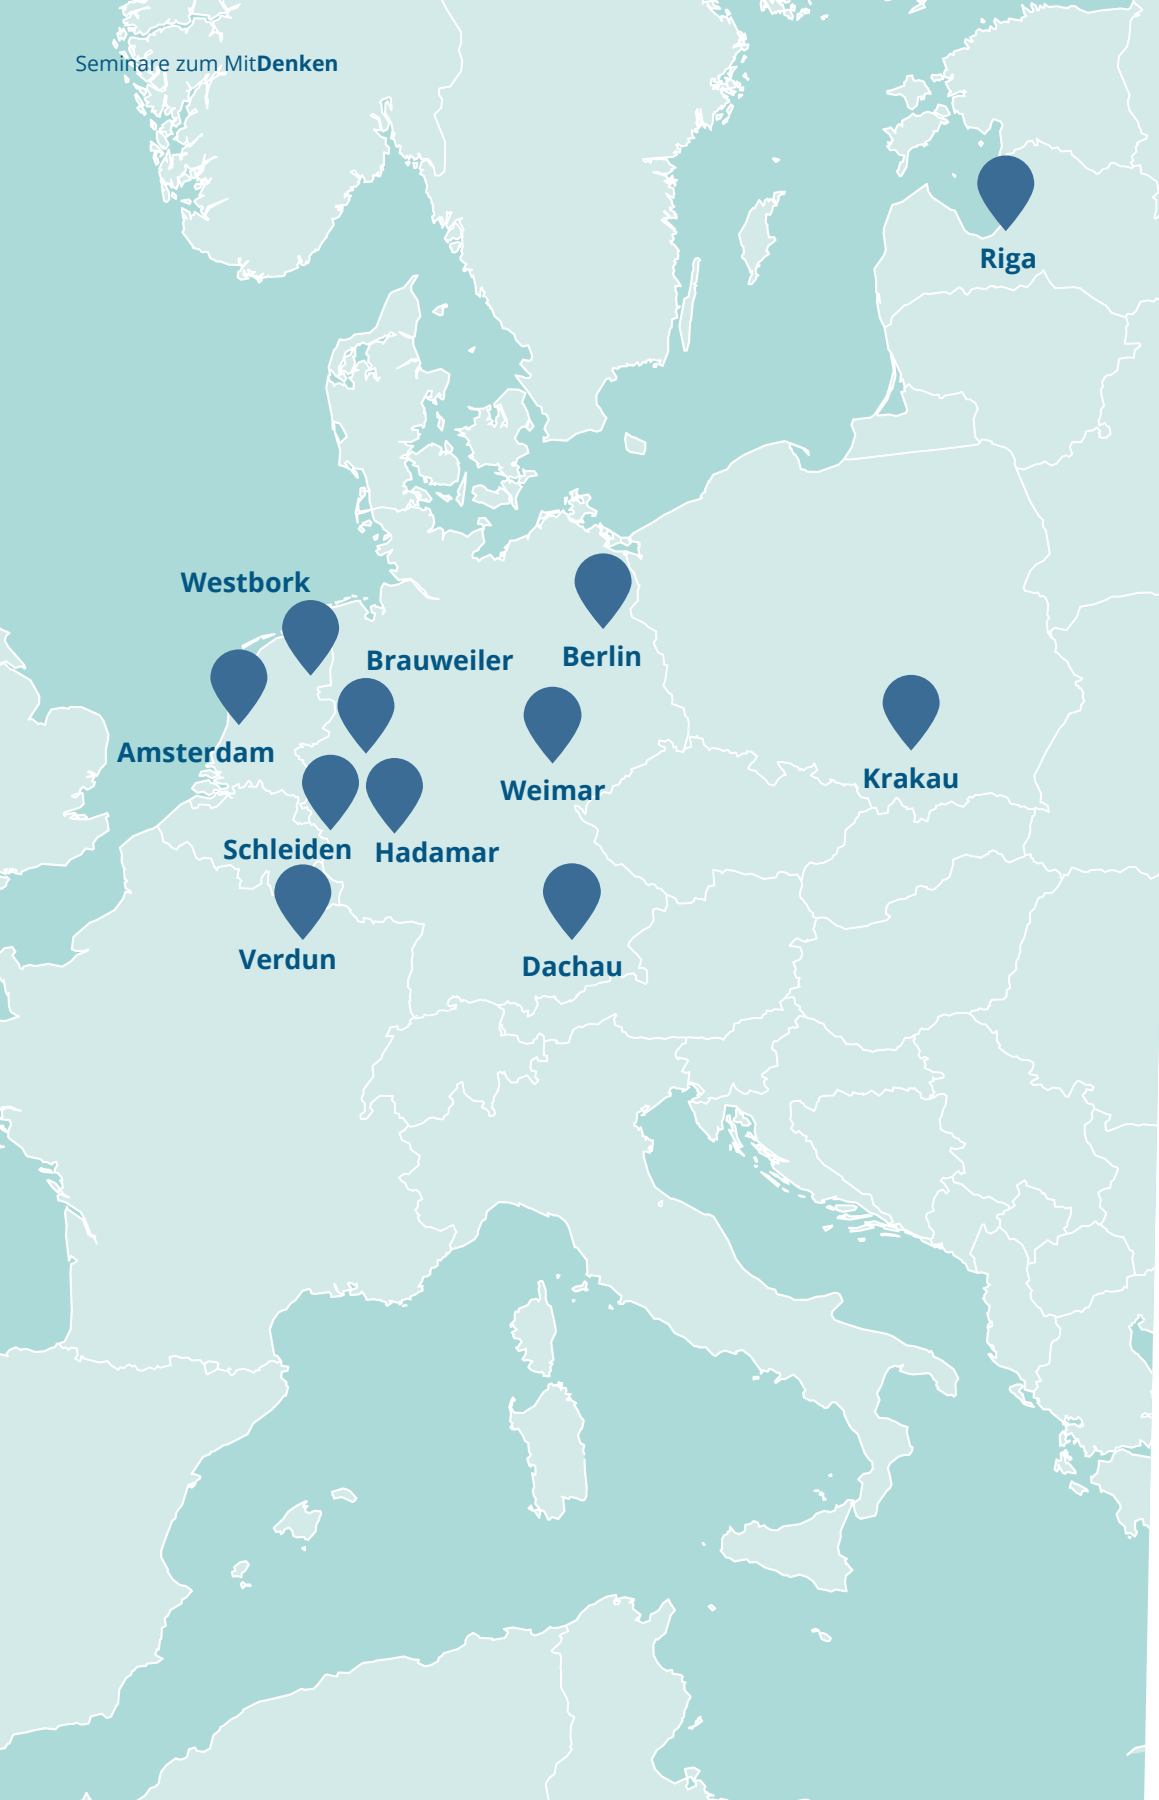 Seminare zum MitDenken
Riga
Westbork
Brauweiler
Berlin
Amsterdam
Weimar
Krakau
Schleiden
Hadamar
Verdun
Dachau